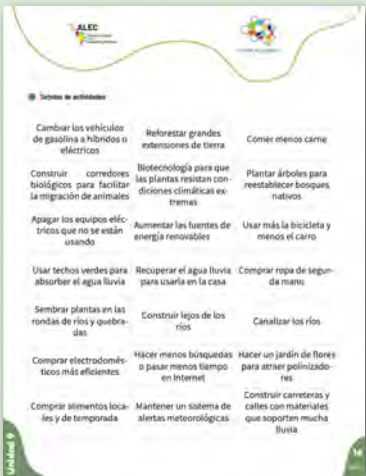 ALEC
Tarjetas de actividades
Cambiar los vehículos
de gasolina a híbridos o
eléctricos
Reforestar grandes
extensiones de tierra
Comer menos carne
Construir corredores
biológicos para facilitar
la migración de animales
Biotecnología para que
las plantas resistan con-
diciones climáticas ex-
tremas
Plantar árboles para
reestablecer bosques
nativos
Apagar los equipos eléc-
tricos que no se están
usando
Aumentar las fuentes de
energía renovables
Usar más la bicicleta y
menos el carro
Usar techos verdes para
absorber el agua lluvia
Recuperar el agua lluvia
para usarla en la casa
Comprar ropa de segun-
da mano
Sembrar plantas en las
rondas de ríos y quebra-
das
Construir lejos de los
ríos
Canalizar los ríos
Comprar electrodomés-
ticos más eficientes
Hacer menos búsquedas
o pasar menos tiempo
en Internet
Hacer un jardín de flores
para atraer polinizado-
res
Comprar alimentos loca-
les y de temporada
Mantener un sistema de
alertas meteorológicas
Construir carreteras y
calles con materiales
que soporten mucha
lluvia
Unidad 9